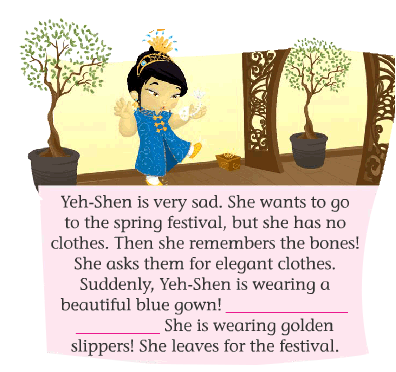 Yeh-Shen is very sad. She wants to go
to the spring festival, but she has no
clothes. Then she remembers the bones!
She asks them for elegant clothes.
Suddenly, Yeh-Shen is wearing a
beautiful blue gown! ______________
__________ She is wearing golden
slippers! She leaves for the festival.